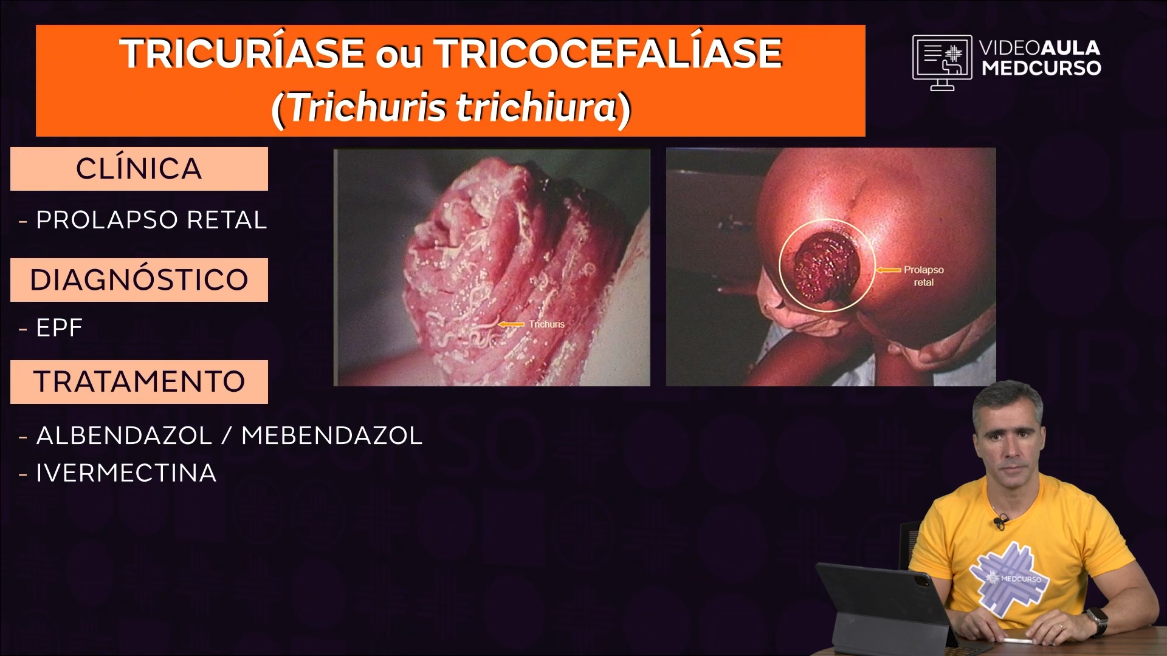 TRICURÍASE ou TRICOCEFALÍASE
(Trichuris trichiura)
VIDEOAULA
MEDCURSO
CLÍNICA
- PROLAPSO RETAL
DIAGNÓSTICO
- EPF
TRATAMENTO
- ALBENDAZOL / MEBENDAZOL
- IVERMECTINA
Trichuris
Prolapso
retal
MEDCURSO